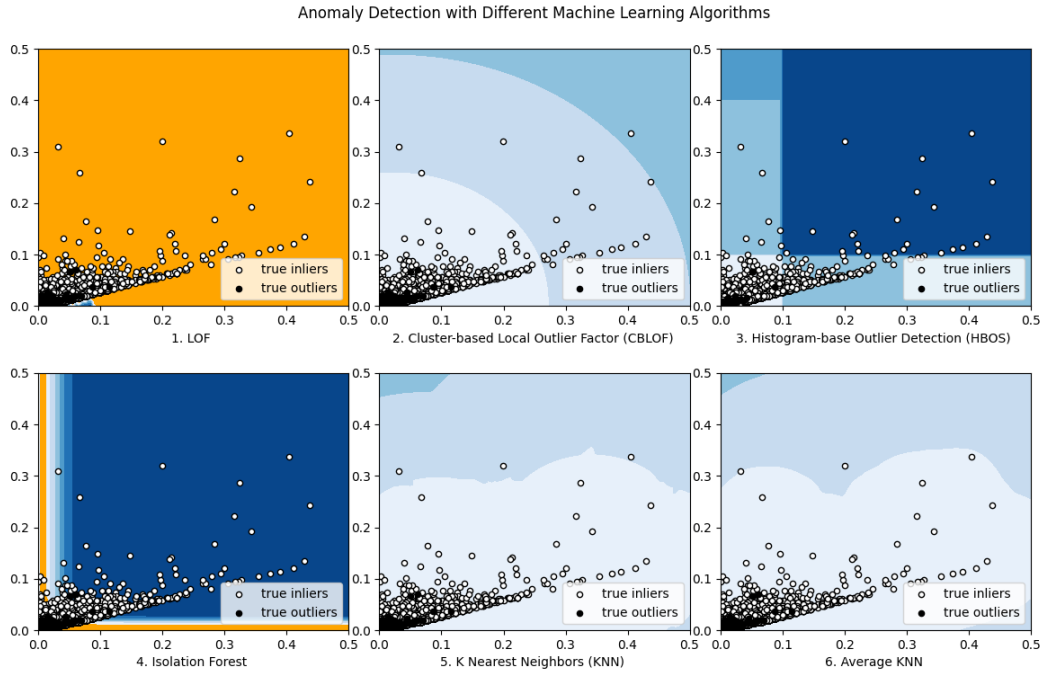 Anomaly Detection with Different Machine Learning Algorithms
0.5 0.5 0.5
0.4 0.4 0.4
0.3 0.3 0.3
0.2 0.2 0.2
0.1 0.1 0.1
true inliers true inliers true inliers
true outliers true outliers true outliers
0.0 0.0 0.0
0.0 0.1 0.2 0.3 0.4 0.5 0.0 0.1 0.2 0.3 0.4 0.5 0.0 0.1 0.2 0.3 0.4 0.5
1. LOF 2. Cluster-based Local Outlier Factor (CBLOF) 3. Histogram-base Outlier Detection (HBOS)
0.5 0.5 0.5
0.4 0.4 0.4
0.3 0.3 0.3
0.2 0.2 0.2
0.1 0.1 0.1
true inliers true inliers true inliers
true outliers true outliers true outliers
0.0 0.0 0.0
0.0 0.1 0.2 0.3 0.4 0.5 0.0 0.1 0.2 0.3 0.4 0.5 0.0 0.1 0.2 0.3 0.4 0.5
4. Isolation Forest 5. K Nearest Neighbors (KNN) 6. Average KNN